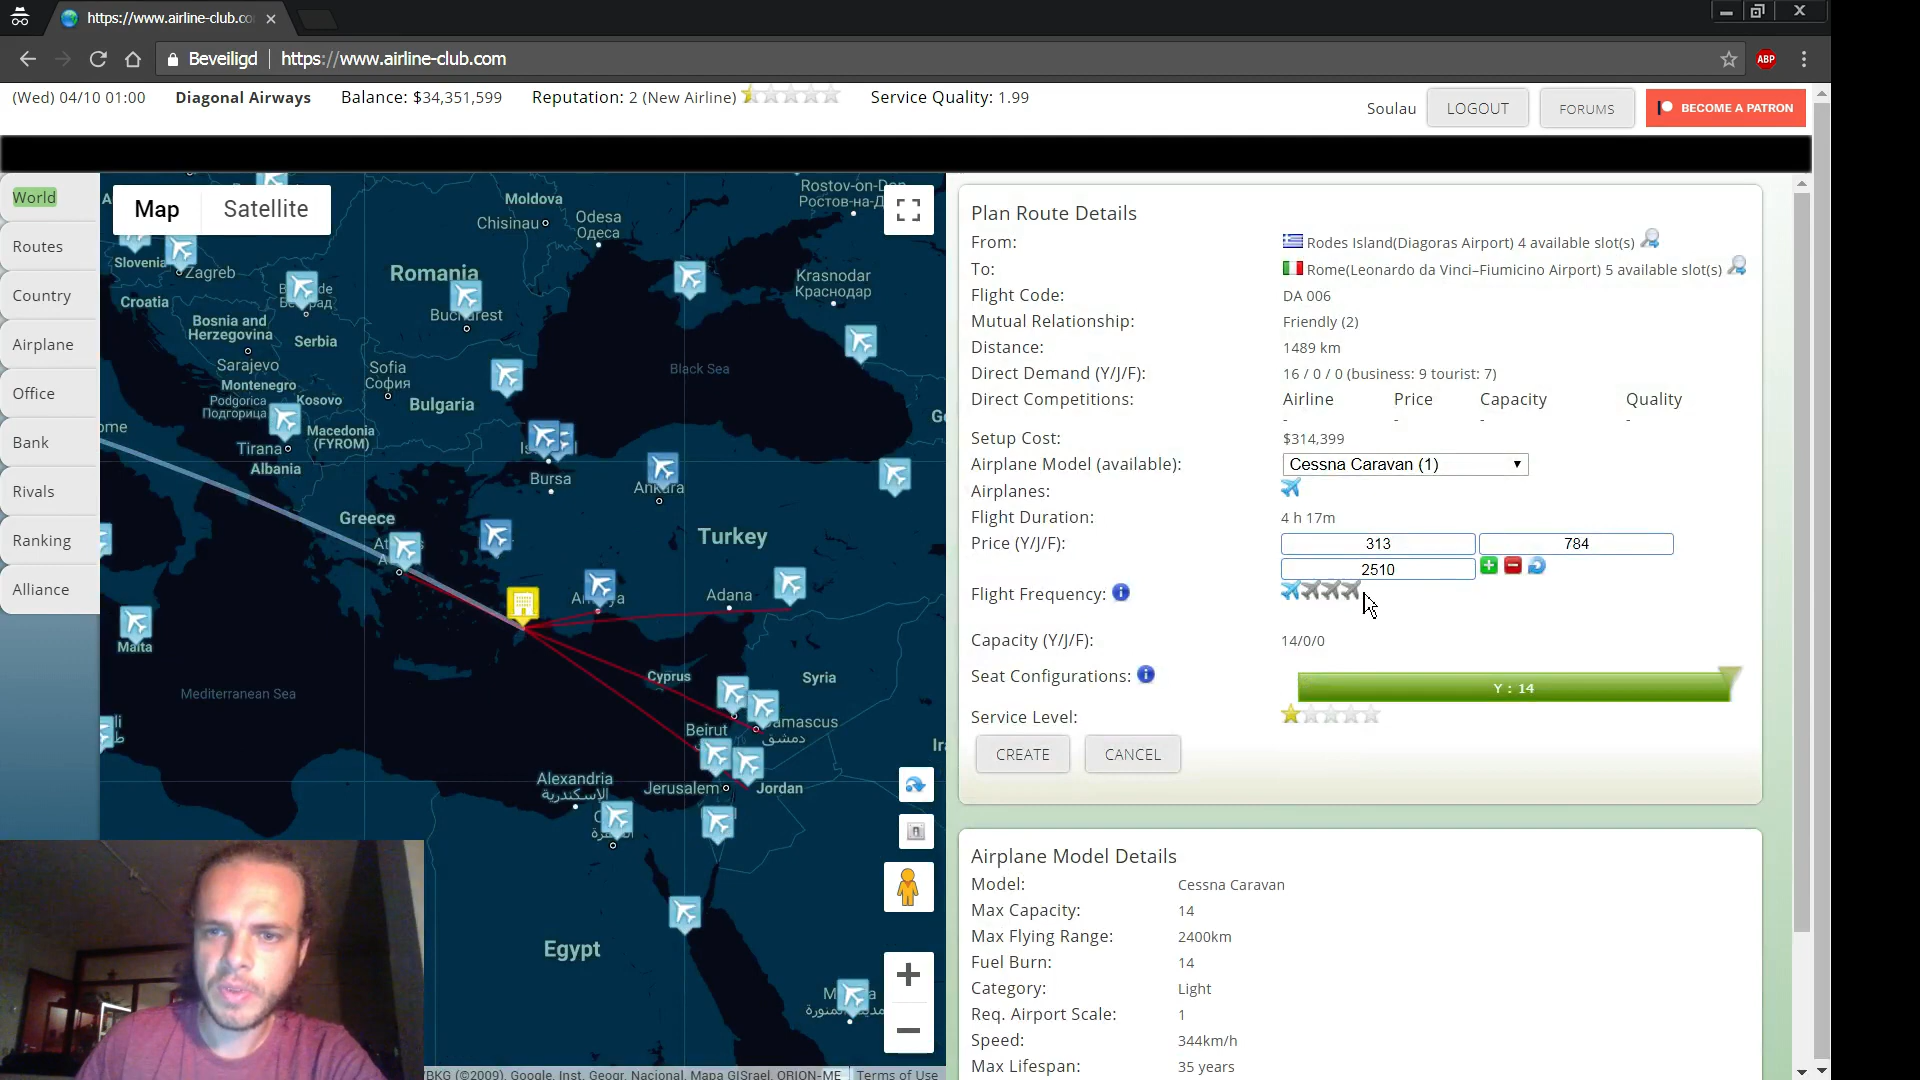 https://www.airline-club.co
Beveiligd
https://www.airline-club.com
ABP
(Wed) 04/10 01:00
Diagonal Airways
Balance: $34,351,599
Reputation: 2 (New Airline)
Service Quality: 1.99
Soulau
LOGOUT
FORUMS
BECOME A PATRON
World
Routes
Country
Airplane
Office
Bank
Rivals
Ranking
Alliance
Map
Satellite
Moldova
Chisinau
Odesa
Одеса
Rostov-on-Don
Krasnodar
Краснодар
Slovenia
Zagreb
Croatia
Romania
Bucharest
Bosnia and
Herzegovina
Serbia
Sarajevo
Montenegro
Kosovo
Podgorica
Подгорица
Sofia
София
Bulgaria
Black Sea
Macedonia
(FYROM)
Tirana
Albania
Bursa
Ankara
Greece
Turkey
Adana
Malta
Mediterranean Sea
Cyprus
Syria
Beirut
Damascus
دمشق
Alexandria
الإسكندرية
Jerusalem
Jordan
Egypt
Terms of Use
Plan Route Details
From:
Rodes Island(Diagoras Airport) 4 available slot(s)
To:
Rome(Leonardo da Vinci–Fiumicino Airport) 5 available slot(s)
Flight Code:
DA 006
Mutual Relationship:
Friendly (2)
Distance:
1489 km
Direct Demand (Y/J/F):
16 / 0 / 0 (business: 9 tourist: 7)
Direct Competitions:
Airline Price Capacity Quality
- - - -
Setup Cost:
$314,399
Airplane Model (available):
Cessna Caravan (1)
Airplanes:
Flight Duration:
4 h 17m
Price (Y/J/F):
313
784
2510
Flight Frequency:
Capacity (Y/J/F):
14/0/0
Seat Configurations:
Y : 14
Service Level:
CREATE
CANCEL
Airplane Model Details
Model:
Cessna Caravan
Max Capacity:
14
Max Flying Range:
2400km
Fuel Burn:
14
Category:
Light
Req. Airport Scale:
1
Speed:
344km/h
Max Lifespan:
35 years